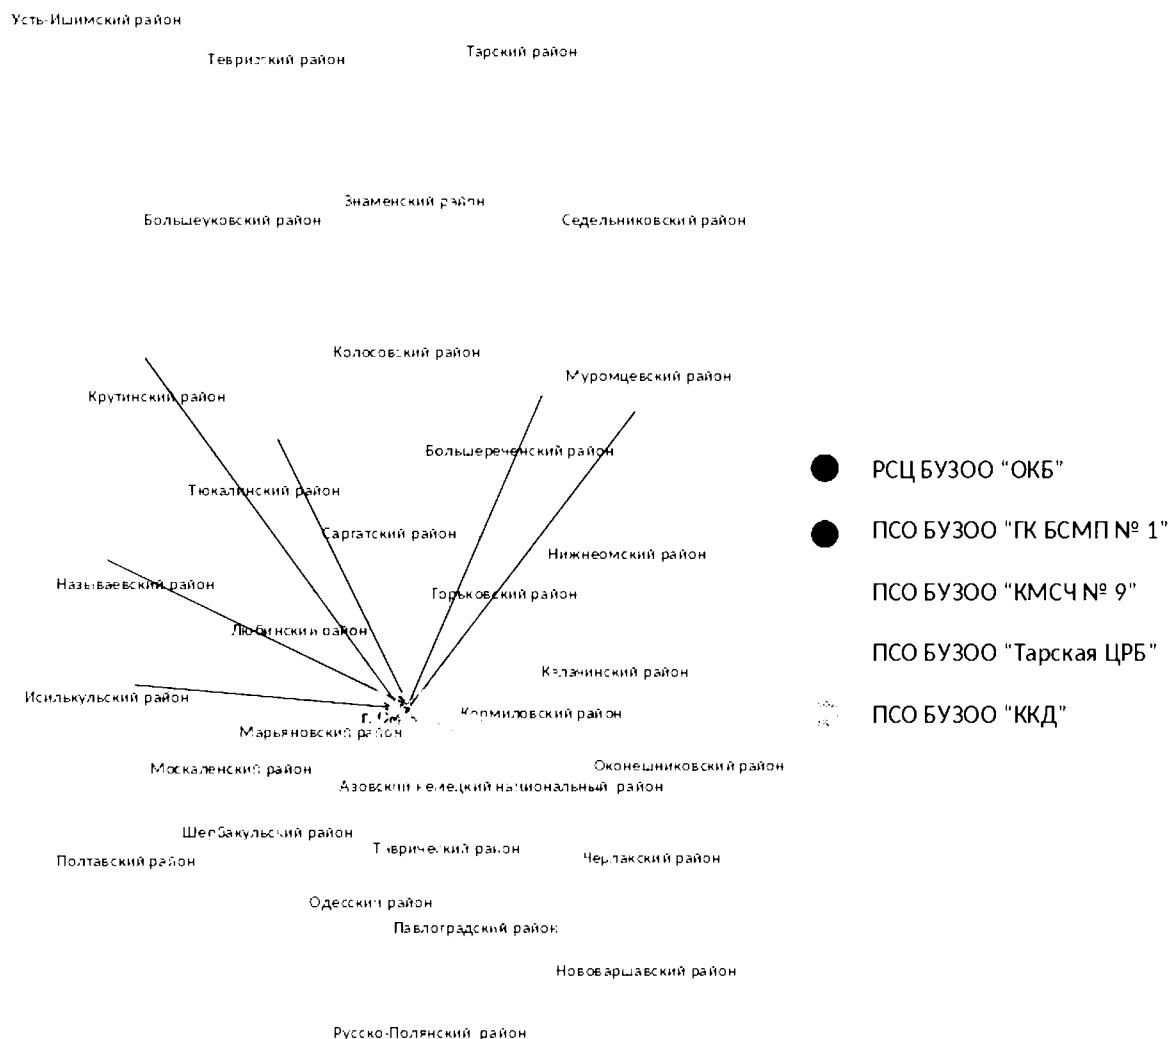 Усть-Ишимский район
Тевризский район
Тарский район
Знаменский район
Большеуковский район
Седельниковский район
Колосовский район
Муромцевский район
Крутинский район
Большереченский район
Тюкалинский район
Саргатский район
Нижнеомский район
Называевский район
Горьковский район
Любинский район
Калачинский район
Исилькульский район
Кормиловский район
Марьяновский район
Москаленский район
Оконешниковский район
Азовский немецкий национальный район
Шербакульский район
Таврический район
Полтавский район
Черлакский район
Одесский район
Павлоградский район
Нововаршавский район
Русско-Полянский район
РСЦ БУЗОО "ОКБ"
ПСО БУЗОО "ГК БСМП № 1"
ПСО БУЗОО "КМСЧ № 9"
ПСО БУЗОО "Тарская ЦРБ"
ПСО БУЗОО "ККД"